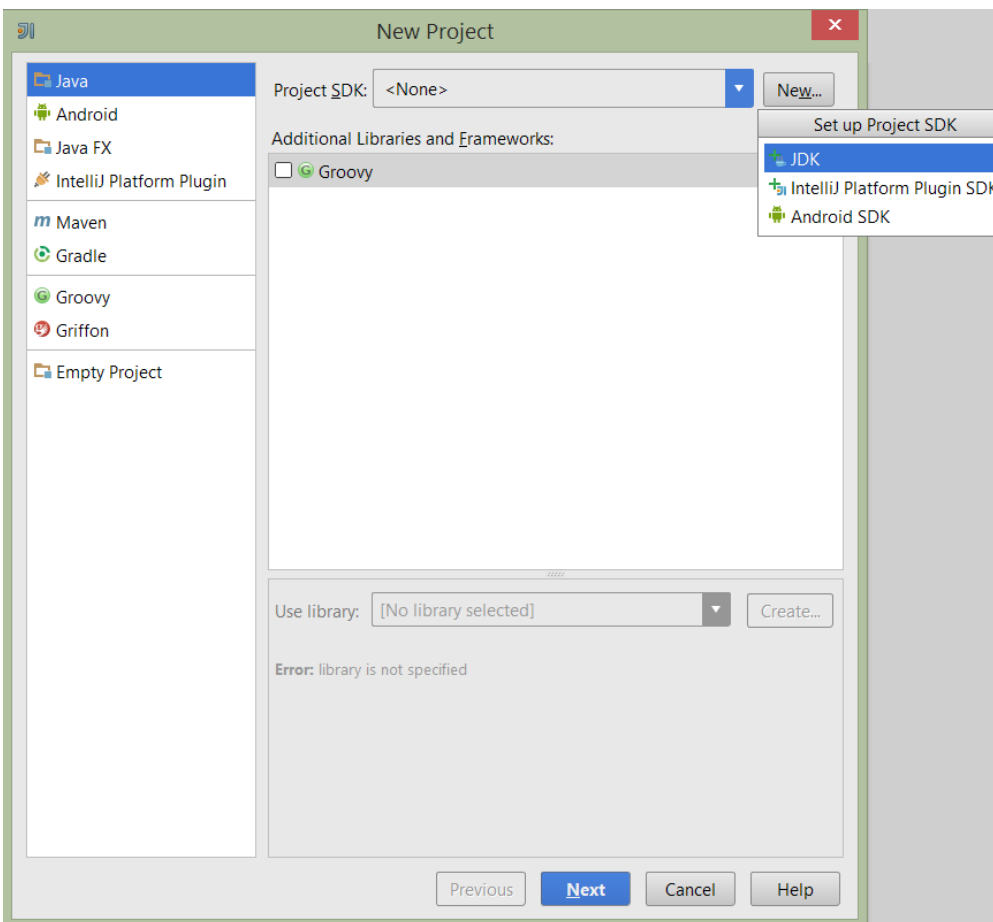 New Project
Java
Android
Java FX
IntelliJ Platform Plugin
Maven
Gradle
Groovy
Griffon
Empty Project
Project SDK: <None> New...
Additional Libraries and Frameworks:
Groovy
Set up Project SDK
JDK
IntelliJ Platform Plugin SDK
Android SDK
Use library: [No library selected] Create...
Error: library is not specified
Previous Next Cancel Help